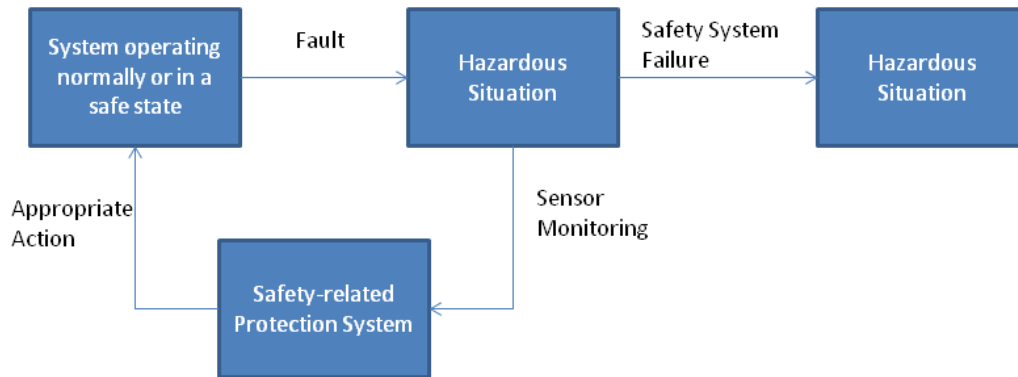 System operating
normally or in a
safe state
Fault
Hazardous
Situation
Safety System
Failure
Hazardous
Situation
Appropriate
Action
Sensor
Monitoring
Safety-related
Protection System